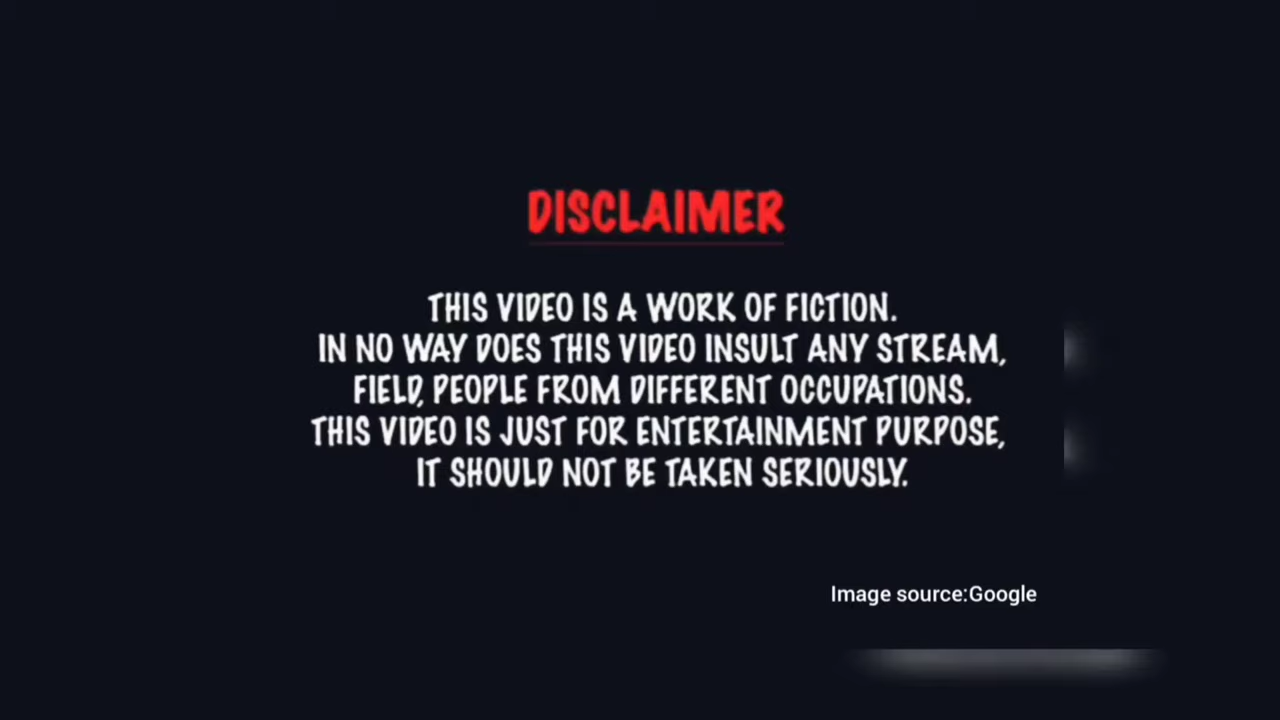 DISCLAIMER
THIS VIDEO IS A WORK OF FICTION.
IN NO WAY DOES THIS VIDEO INSULT ANY STREAM,
FIELD, PEOPLE FROM DIFFERENT OCCUPATIONS.
THIS VIDEO IS JUST FOR ENTERTAINMENT PURPOSE,
IT SHOULD NOT BE TAKEN SERIOUSLY.
Image source:Google